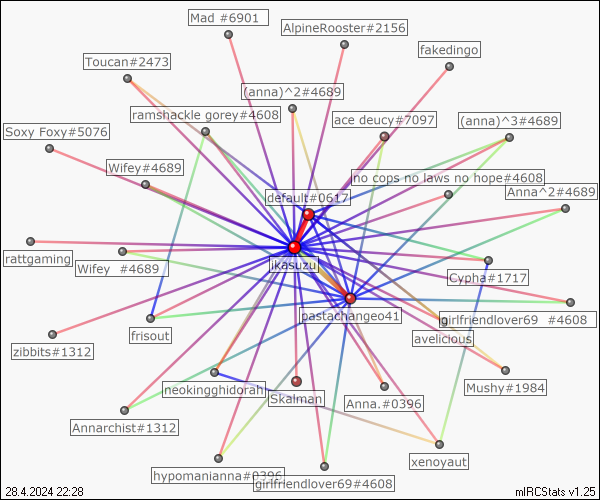 Mad #6901
AlpineRooster#2156
fakedingo
Toucan#2473
(anna)^2#4689
ramshackle gorey#4608
ace deucy#7097
(anna)^3#4689
Soxy Foxy#5076
Wifey#4689
no cops no laws no hope#4608
default#0617
Anna^2#4689
rattgaming
Wifey #4689
ikasuzu
Cypha#1717
pastachangeo41
girlfriendlover69 #4608
frisout
avelicious
zibbits#1312
neokingghidorah
Skalman
Anna.#0396
Mushy#1984
Annarchist#1312
xenoyaut
hypomanianna#0396
girlfriendlover69#4608
28.4.2024 22:28
mIRCStats v1.25